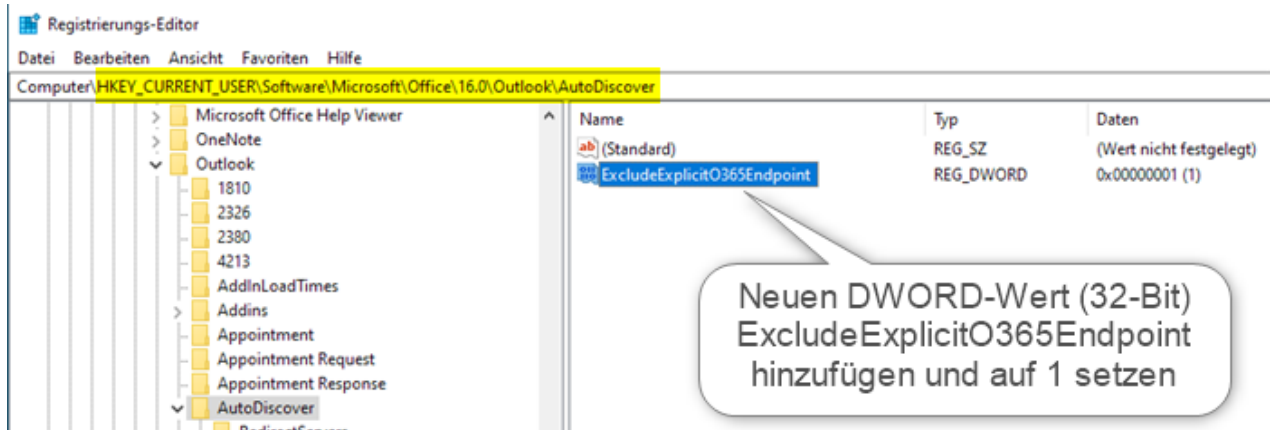 Registrierungs-Editor
Datei Bearbeiten Ansicht Favoriten Hilfe
Computer\HKEY_CURRENT_USER\Software\Microsoft\Office\16.0\Outlook\AutoDiscover
Microsoft Office Help Viewer
OneNote
Outlook
1810
2326
2380
4213
AddInLoadTimes
Addins
Appointment
Appointment Request
Appointment Response
AutoDiscover
RedirectServers
Name Typ Daten
ab (Standard) REG_SZ (Wert nicht festgelegt)
ExcludeExplicitO365Endpoint REG_DWORD 0x00000001 (1)
Neuen DWORD-Wert (32-Bit)
ExcludeExplicitO365Endpoint
hinzufügen und auf 1 setzen